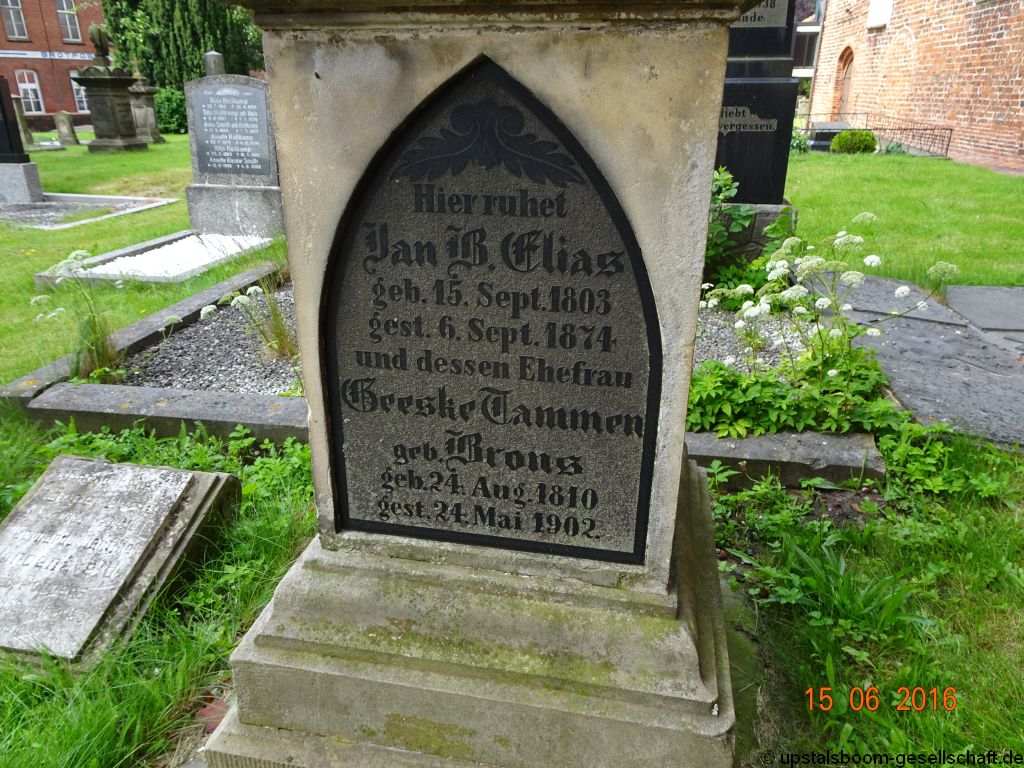 Hier ruhet
Jan B. Elias
geb. 15. Sept. 1803
gest. 6. Sept. 1874
und dessen Ehefrau
Geeske Tammen
geb. Brons
geb. 24. Aug. 1810
gest. 24. Mai 1902.
liebt
vergessen.
15 06 2016
© upstalsboom-gesellschaft.de